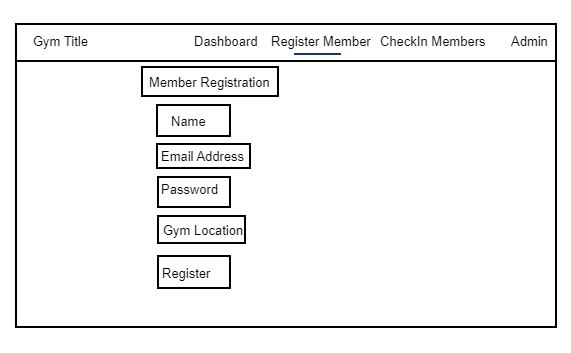 Gym Title Dashboard Register Member CheckIn Members Admin
Member Registration
Name
Email Address
Password
Gym Location
Register